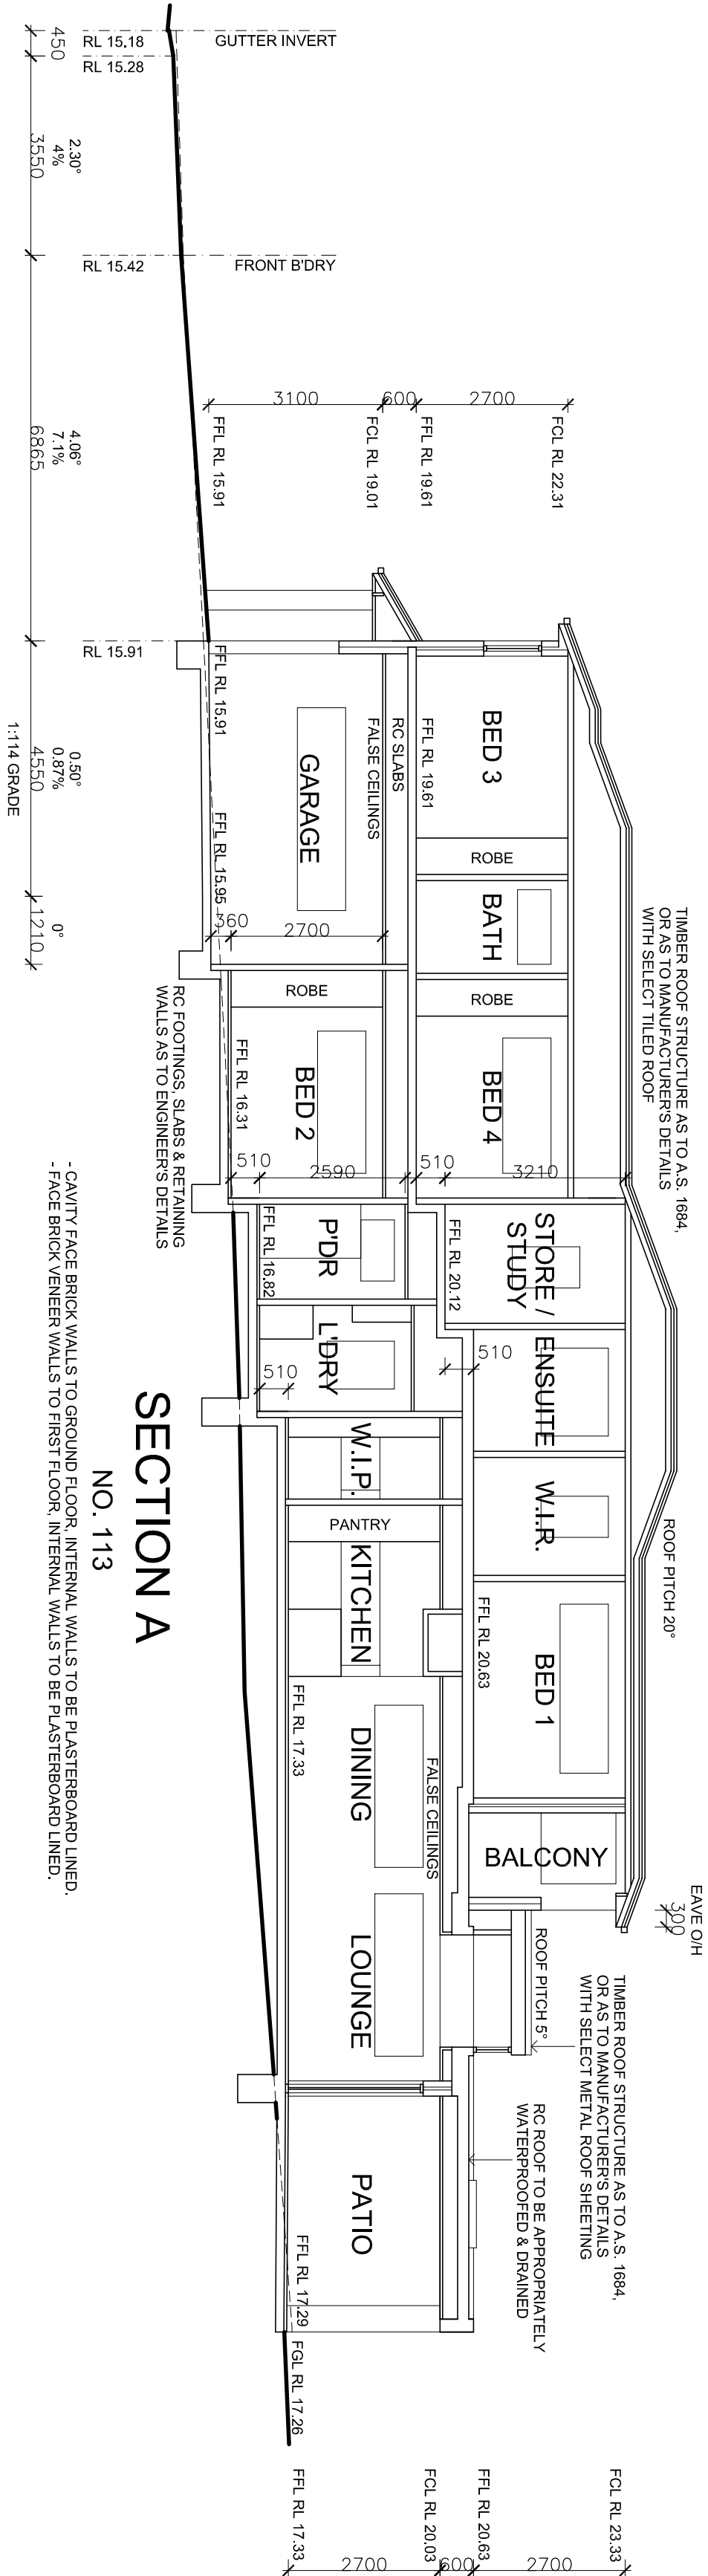 TIMBER ROOF STRUCTURE AS TO A.S. 1684,
OR AS TO MANUFACTURER'S DETAILS
WITH SELECT TILED ROOF
ROOF PITCH 20°
EAVE O/H
300
TIMBER ROOF STRUCTURE AS TO A.S. 1684,
OR AS TO MANUFACTURER'S DETAILS
WITH SELECT METAL ROOF SHEETING
ROOF PITCH 5°
RC ROOF TO BE APPROPRIATELY
WATERPROOFED & DRAINED
FCL RL 22.31
2700
FFL RL 19.61
600
FCL RL 19.01
3100
FFL RL 15.91
BED 3
FFL RL 19.61
ROBE
BATH
ROBE
BED 4
510
3210
STORE /
STUDY
FFL RL 20.12
ENSUITE
510
W.I.R.
FFL RL 20.63
BED 1
BALCONY
FCL RL 23.33
2700
FFL RL 20.63
600
FCL RL 20.03
2700
FFL RL 17.33
RC SLABS
FALSE CEILINGS
GARAGE
FFL RL 15.91
FFL RL 15.95
360
2700
ROBE
BED 2
FFL RL 16.31
510
2590
P'DR
FFL RL 16.82
L'DRY
510
W.I.P.
PANTRY
KITCHEN
FFL RL 17.33
DINING
FALSE CEILINGS
LOUNGE
PATIO
FFL RL 17.29
FGL RL 17.26
GUTTER INVERT
FRONT B'DRY
RL 15.18
RL 15.28
RL 15.42
RL 15.91
450
2.30°
4%
3550
4.06°
7.1%
6865
0.50°
0.87%
4550
1:114 GRADE
0°
1210
RC FOOTINGS, SLABS & RETAINING
WALLS AS TO ENGINEER'S DETAILS
SECTION A
NO. 113
- CAVITY FACE BRICK WALLS TO GROUND FLOOR, INTERNAL WALLS TO BE PLASTERBOARD LINED.
- FACE BRICK VENEER WALLS TO FIRST FLOOR, INTERNAL WALLS TO BE PLASTERBOARD LINED.